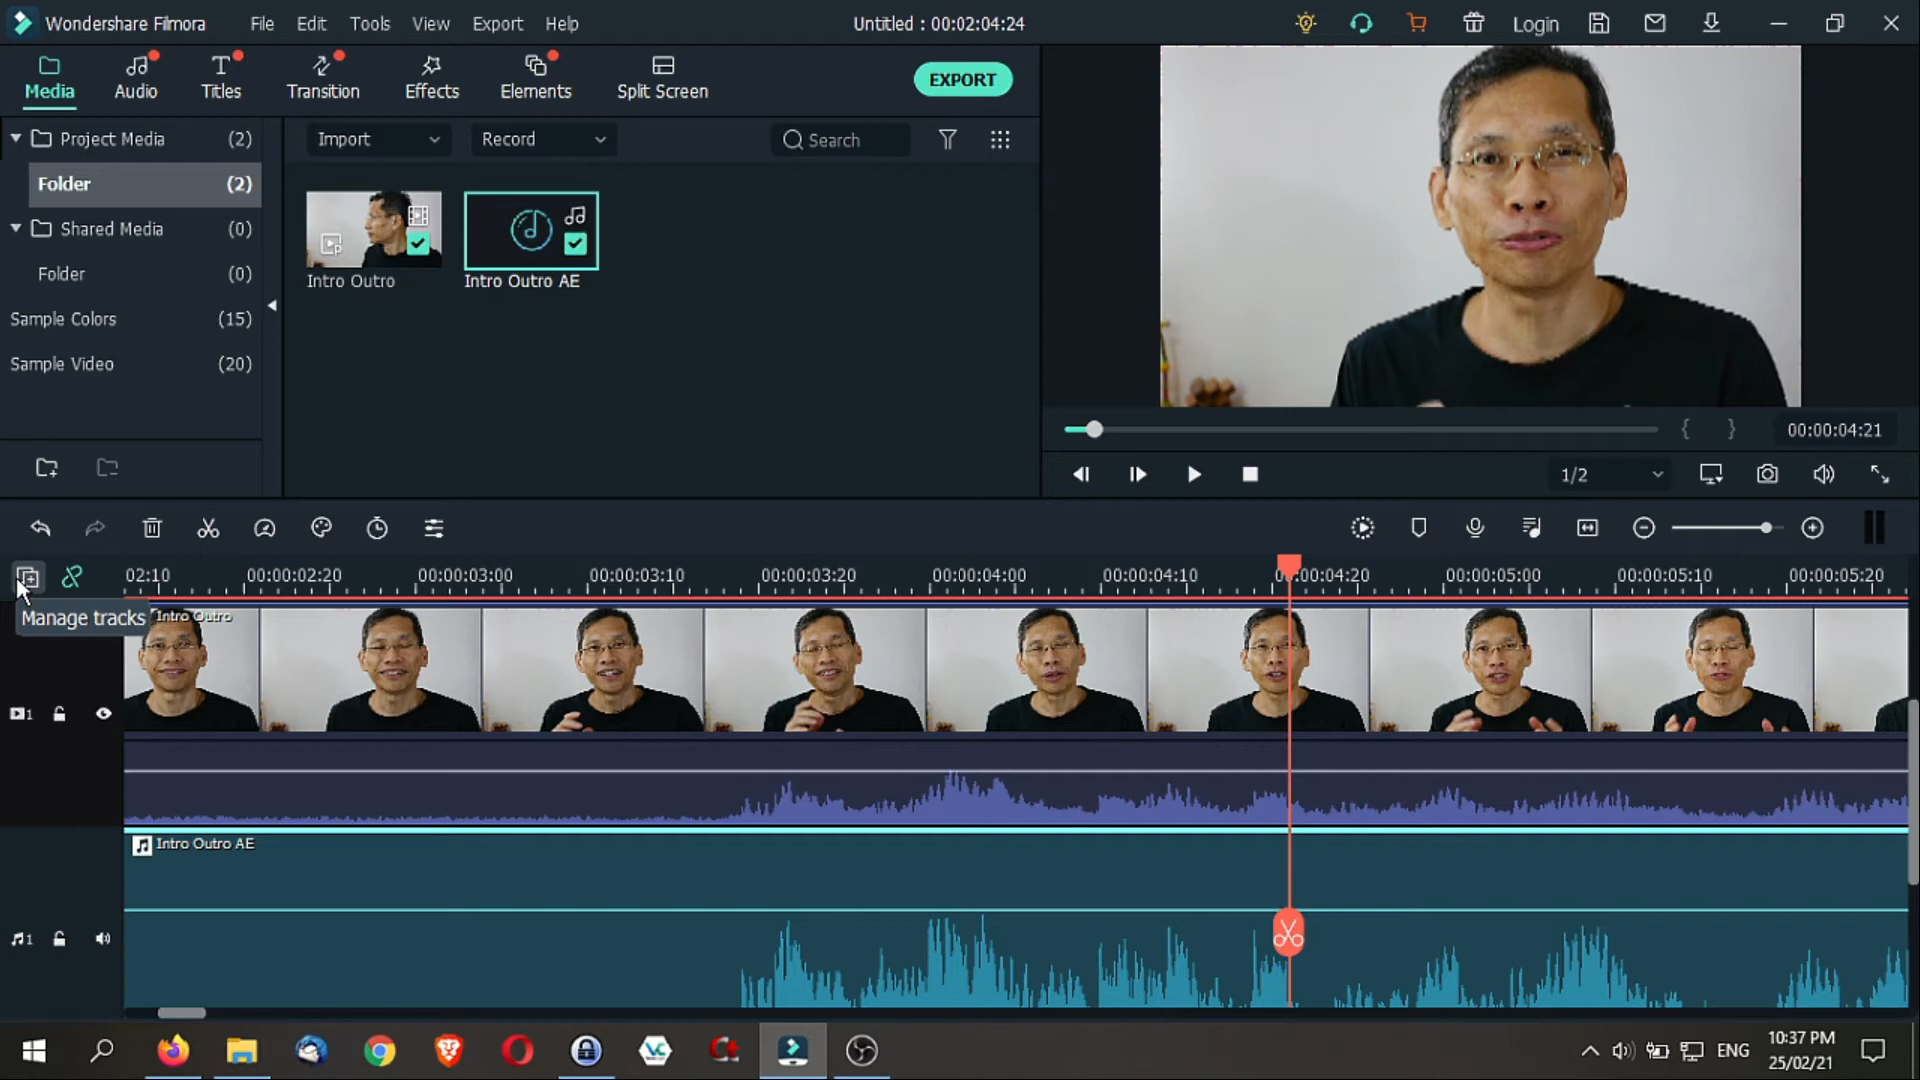 Wondershare Filmora
File
Edit
Tools
View
Export
Help
Untitled : 00:02:04:24
Login
Media
Audio
Titles
Transition
Effects
Elements
Split Screen
EXPORT
Project Media (2)
Folder (2)
Shared Media (0)
Folder (0)
Sample Colors (15)
Sample Video (20)
Import
Record
Search
Intro Outro
Intro Outro AE
00:00:04:21
1/2
02:10
00:00:02:20
00:00:03:00
00:00:03:10
00:00:03:20
00:00:04:00
00:00:04:10
00:00:04:20
00:00:05:00
00:00:05:10
00:00:05:20
Manage tracks
Intro Outro
1
Intro Outro AE
1
ENG
10:37 PM
25/02/21